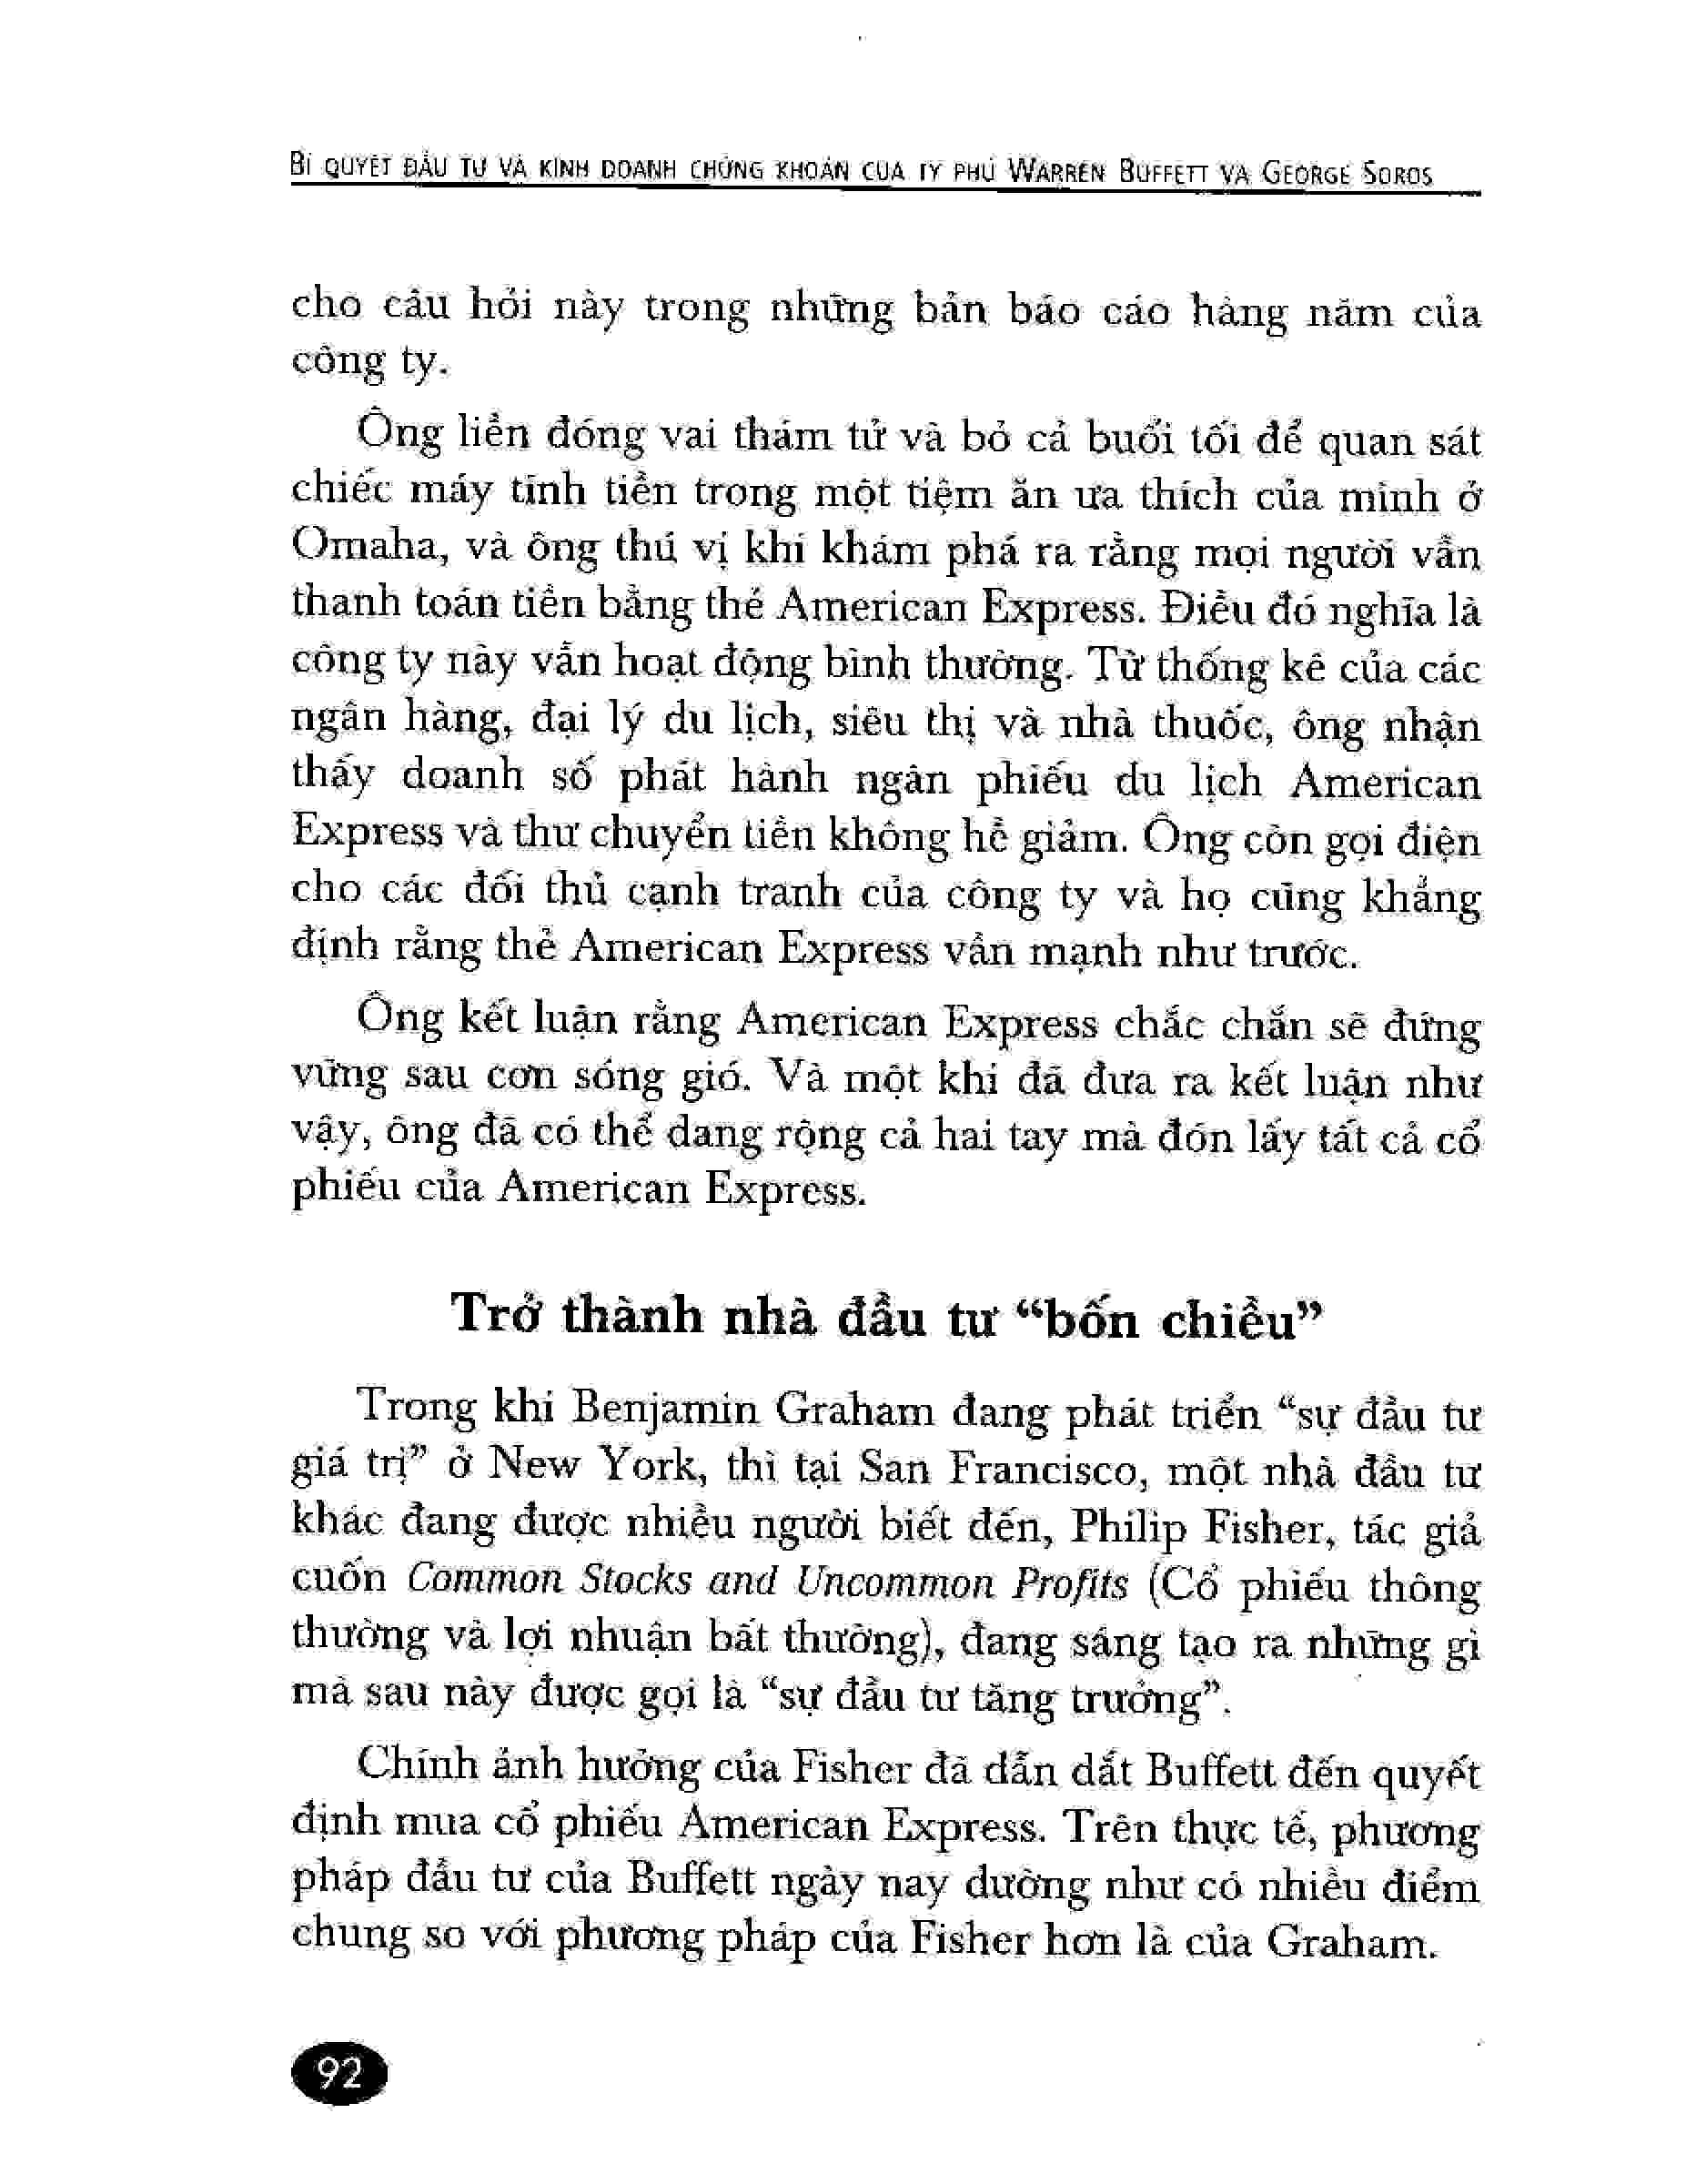 BÍ QUYẾT ĐẦU TƯ VÀ KINH DOANH CHỨNG KHOÁN CỦA TỶ PHÚ WARREN BUFFETT VÀ GEORGE SOROS
cho câu hỏi này trong những bản báo cáo hàng năm của
công ty.
Ông liền đóng vai thám tử và bỏ cả buổi tối để quan sát
chiếc máy tính tiền trong một tiệm ăn ưa thích của mình ở
Omaha, và ông thú vị khi khám phá ra rằng mọi người vẫn
thanh toán tiền bằng thẻ American Express. Điều đó nghĩa là
công ty này vẫn hoạt động bình thường. Từ thống kê của các
ngân hàng, đại lý du lịch, siêu thị và nhà thuốc, ông nhận
thấy doanh số phát hành ngân phiếu du lịch American
Express và thư chuyển tiền không hề giảm. Ông còn gọi điện
cho các đối thủ cạnh tranh của công ty và họ cũng khẳng
định rằng thẻ American Express vẫn mạnh như trước.
Ông kết luận rằng American Express chắc chắn sẽ đứng
vững sau cơn sóng gió. Và một khi đã đưa ra kết luận như
vậy, ông đã có thể dang rộng cả hai tay mà đón lấy tất cả cổ
phiếu của American Express.
Trở thành nhà đầu tư “bốn chiều”
Trong khi Benjamin Graham đang phát triển “sự đầu tư
giá trị” ở New York, thì tại San Francisco, một nhà đầu tư
khác đang được nhiều người biết đến, Philip Fisher, tác giả
cuốn Common Stocks and Uncommon Profits (Cổ phiếu thông
thường và lợi nhuận bất thường), đang sáng tạo ra những gì
mà sau này được gọi là “sự đầu tư tăng trưởng”.
Chính ảnh hưởng của Fisher đã dẫn dắt Buffett đến quyết
định mua cổ phiếu American Express. Trên thực tế, phương
pháp đầu tư của Buffett ngày nay dường như có nhiều điểm
chung so với phương pháp của Fisher hơn là của Graham.
92